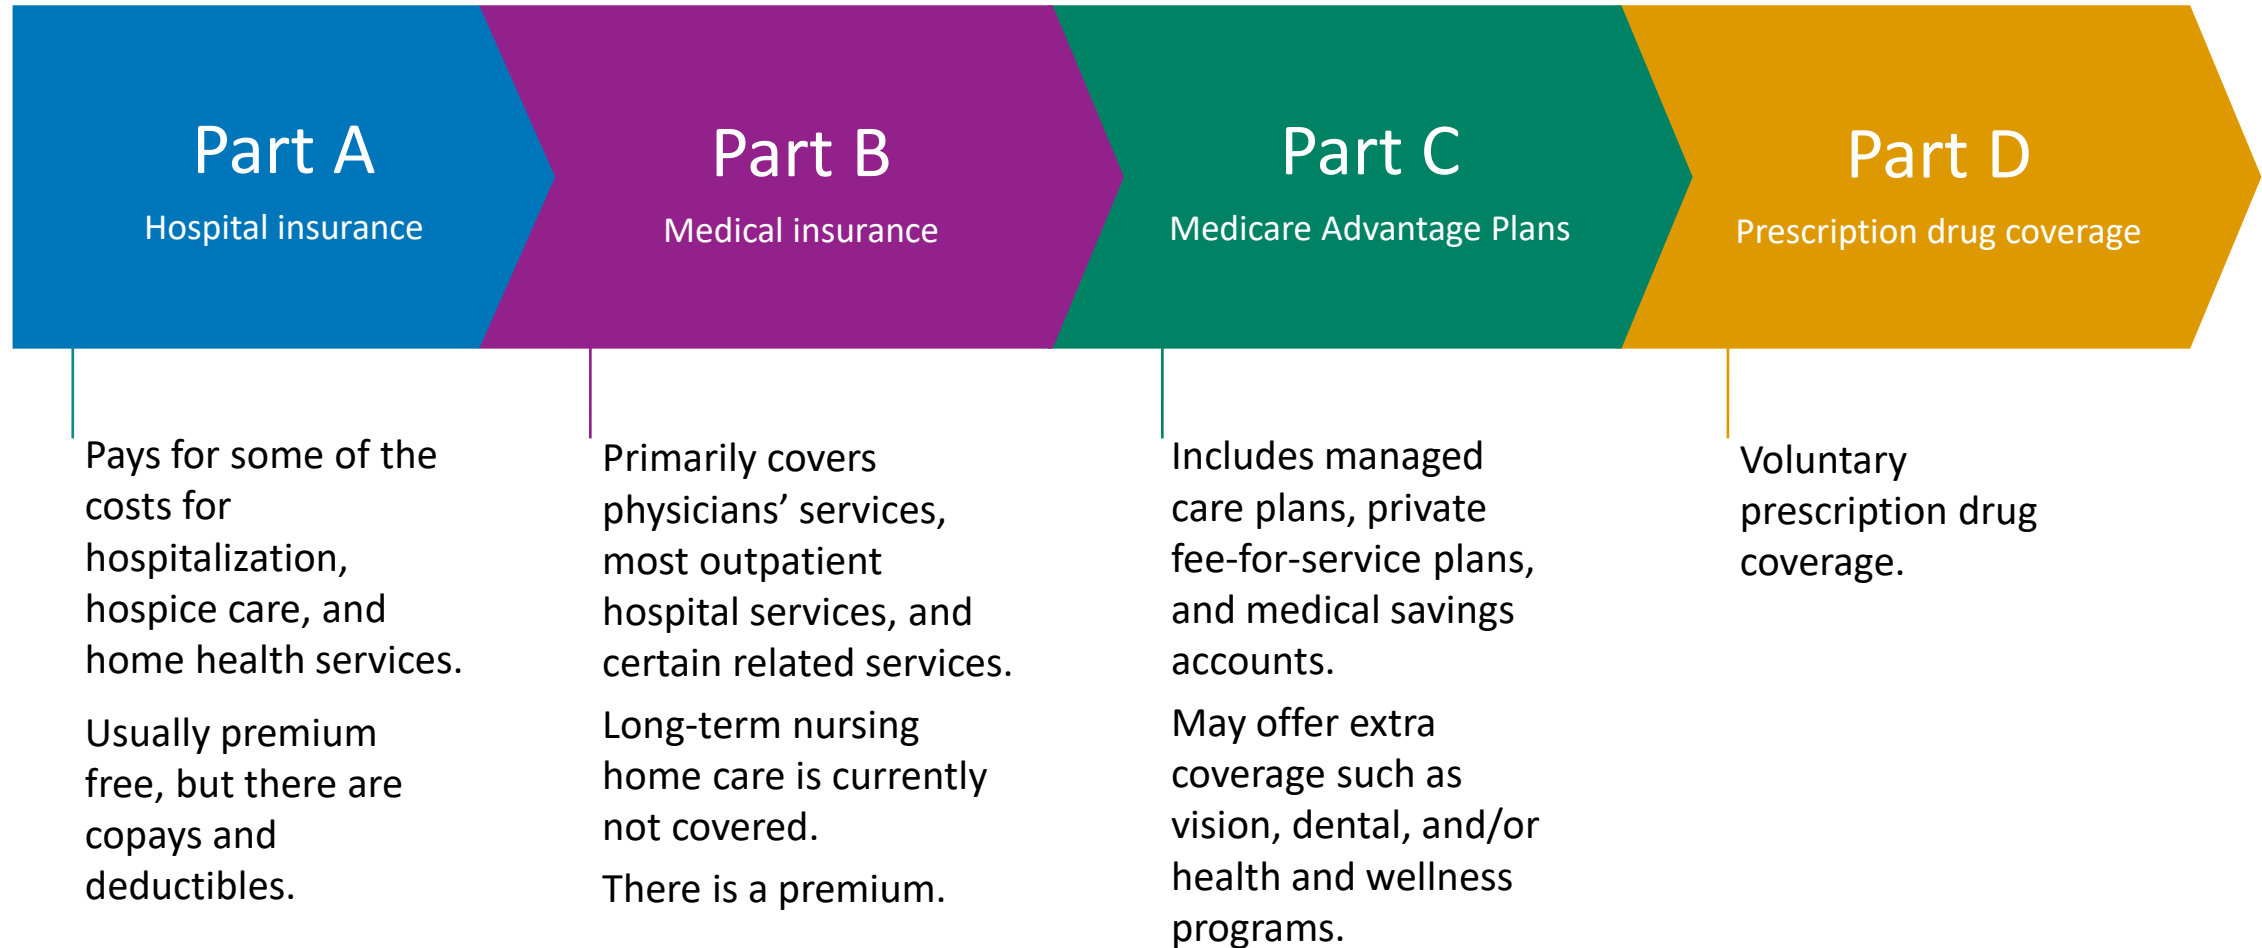 Part A
Hospital insurance
Part B
Medical insurance
Part C
Medicare Advantage Plans
Part D
Prescription drug coverage
Pays for some of the
costs for
hospitalization,
hospice care, and
home health services.
Usually premium
free, but there are
copays and
deductibles.
Primarily covers
physicians’ services,
most outpatient
hospital services, and
certain related services.
Long-term nursing
home care is currently
not covered.
There is a premium.
Includes managed
care plans, private
fee-for-service plans,
and medical savings
accounts.
May offer extra
coverage such as
vision, dental, and/or
health and wellness
programs.
Voluntary
prescription drug
coverage.